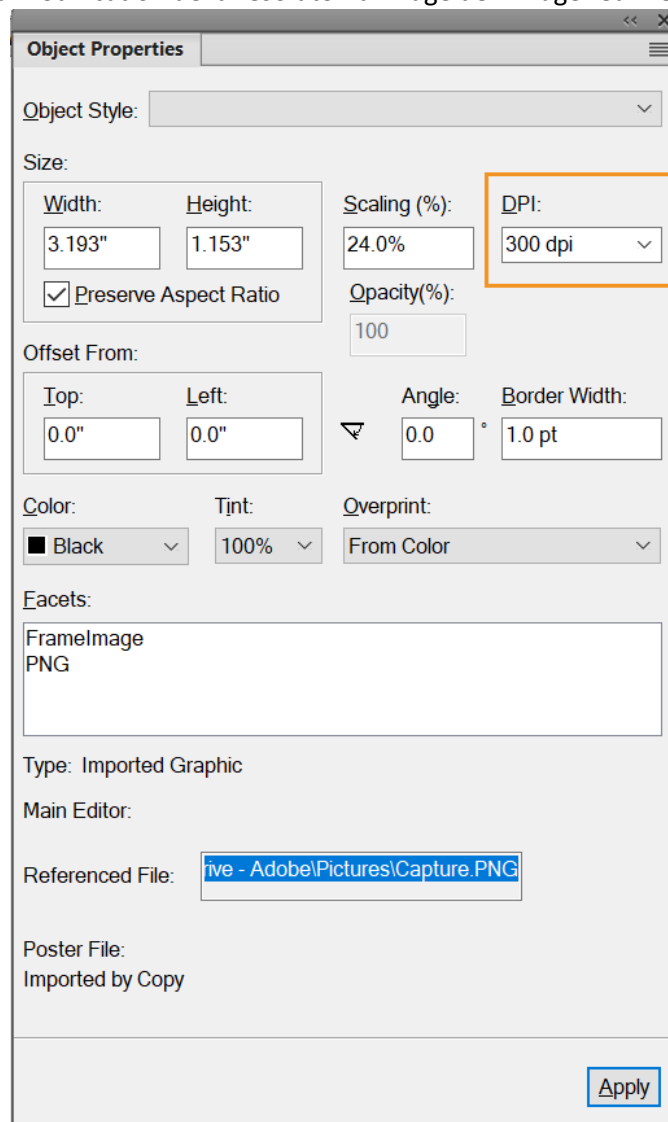 Object Properties
Object Style:
Size:
Width: Height: Scaling (%): DPI:
3.193" 1.153" 24.0% 300 dpi
Preserve Aspect Ratio Opacity(%):
100
Offset From:
Top: Left: Angle: Border Width:
0.0" 0.0" 0.0 ° 1.0 pt
Color: Tint: Overprint:
Black 100% From Color
Facets:
FrameImage
PNG
Type: Imported Graphic
Main Editor:
Referenced File: rive - Adobe\Pictures\Capture.PNG
Poster File:
Imported by Copy
Apply